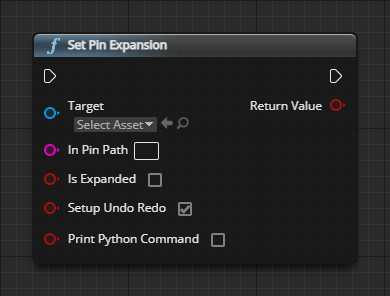 f Set Pin Expansion
Target
Return Value
Select Asset
In Pin Path
Is Expanded
Setup Undo Redo
Print Python Command